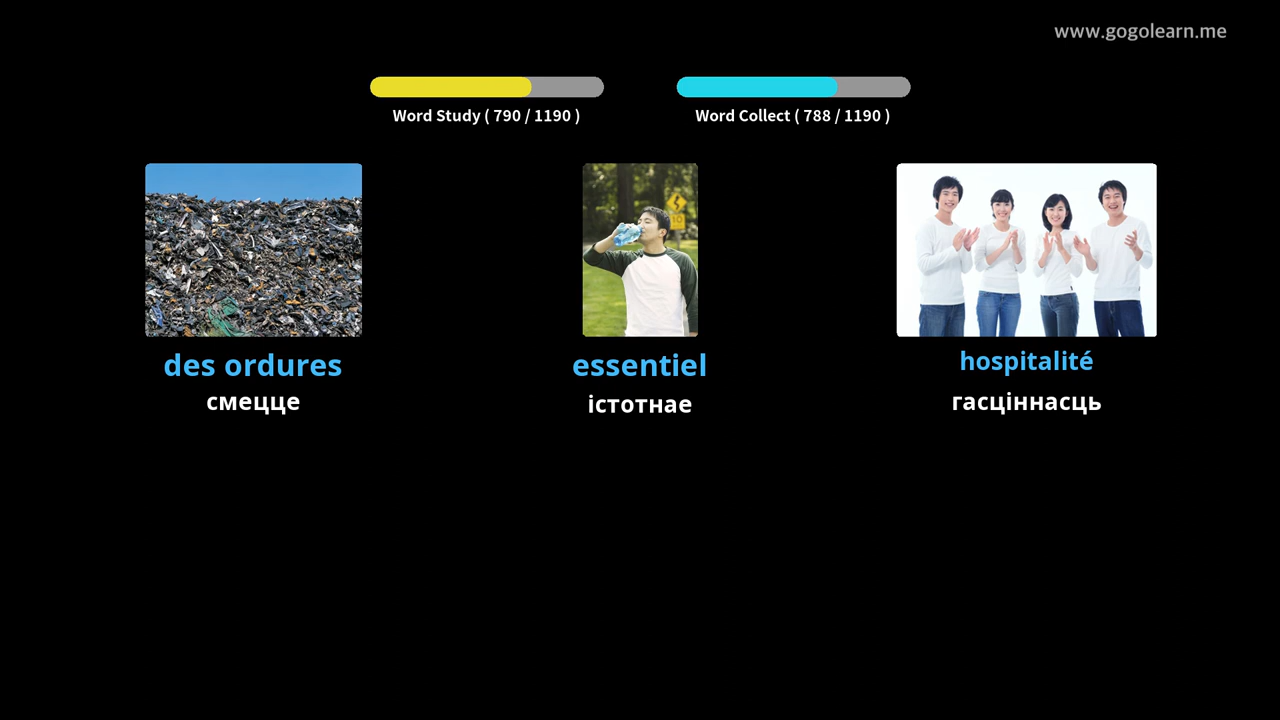 www.gogolearn.me
Word Study ( 790 / 1190 )
Word Collect ( 788 / 1190 )
des ordures
смецце
essentiel
істотнае
hospitalité
гасціннасць